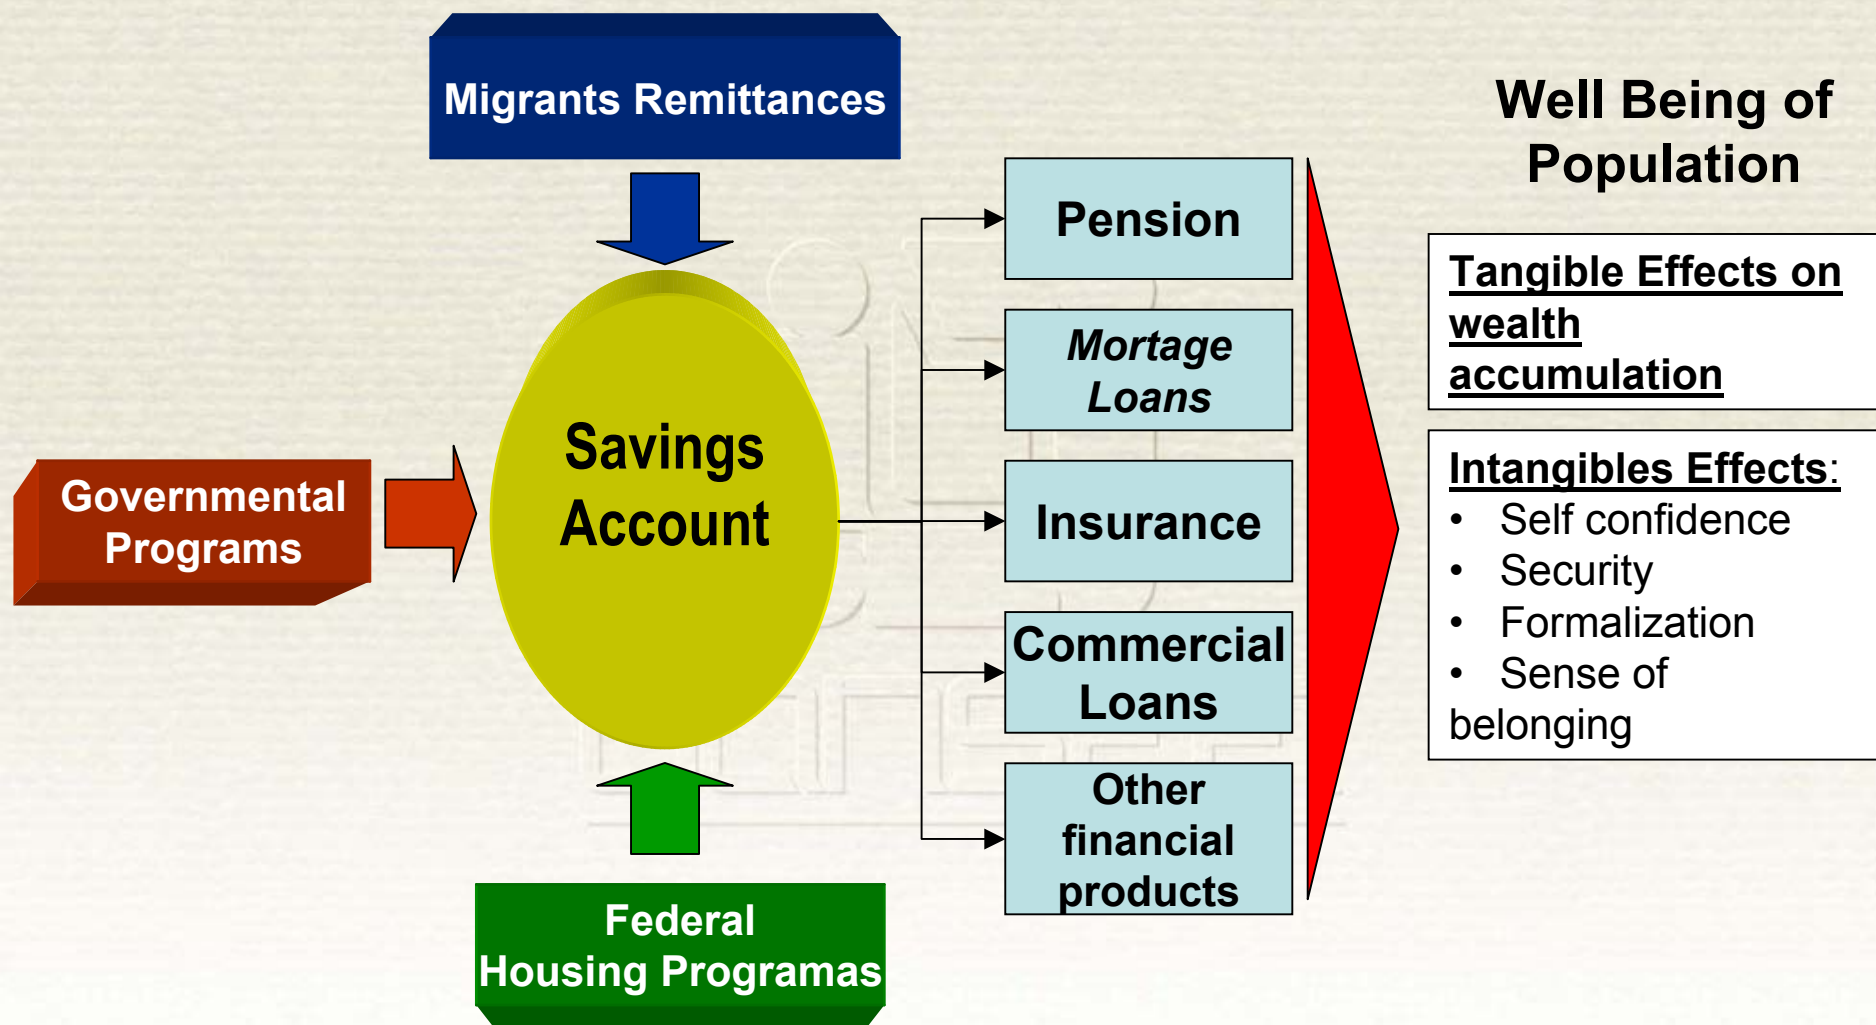 Migrants Remittances
Governmental
Programs
Savings
Account
Federal
Housing Programas
Pension
Mortage
Loans
Insurance
Commercial
Loans
Other
financial
products
Well Being of
Population
Tangible Effects on
wealth
accumulation
Intangibles Effects:
• Self confidence
• Security
• Formalization
• Sense of
belonging